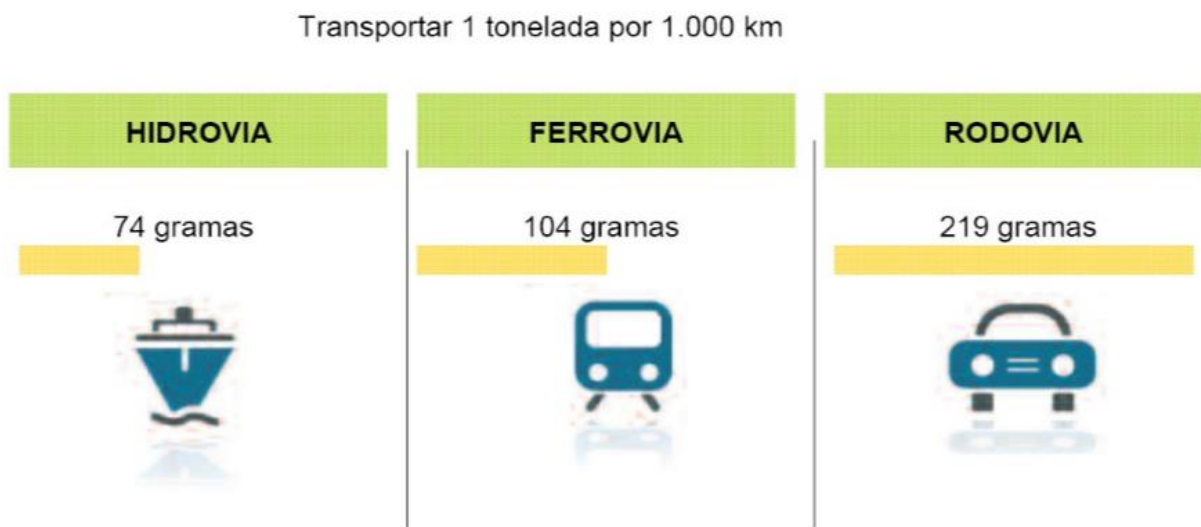 Transportar 1 tonelada por 1.000 km
HIDROVIA
FERROVIA
RODOVIA
74 gramas
104 gramas
219 gramas